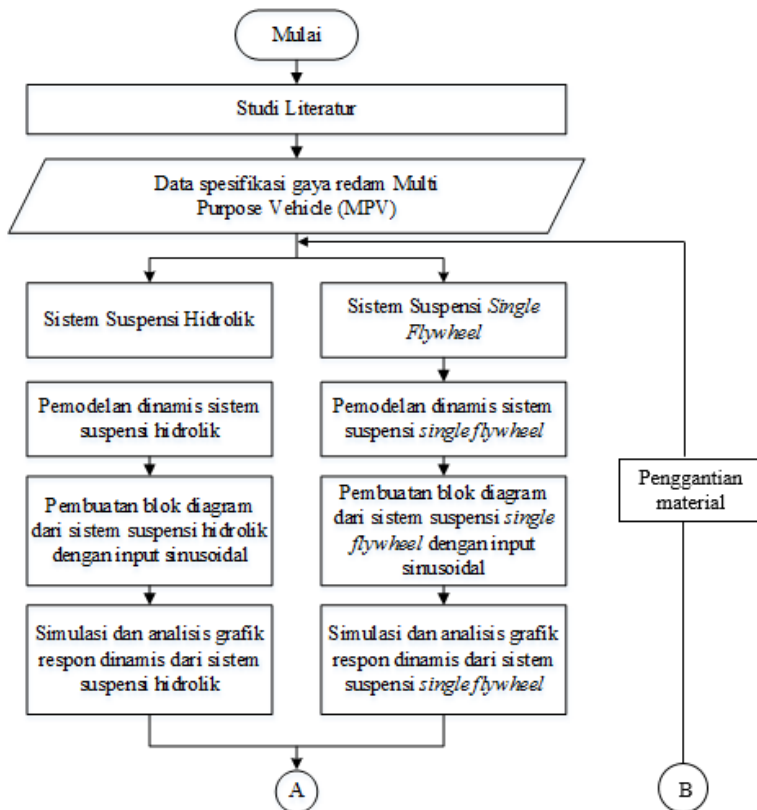 Mulai
Studi Literatur
Data spesifikasi gaya redam Multi
Purpose Vehicle (MPV)
Sistem Suspensi Hidrolik
Sistem Suspensi Single
Flywheel
Pemodelan dinamis sistem
suspensi hidrolik
Pemodelan dinamis sistem
suspensi single flywheel
Pembuatan blok diagram
dari sistem suspensi hidrolik
dengan input sinusoidal
Pembuatan blok diagram
dari sistem suspensi single
flywheel dengan input
sinusoidal
Penggantian
material
Simulasi dan analisis grafik
respon dinamis dari sistem
suspensi hidrolik
Simulasi dan analisis grafik
respon dinamis dari sistem
suspensi single flywheel
A
B